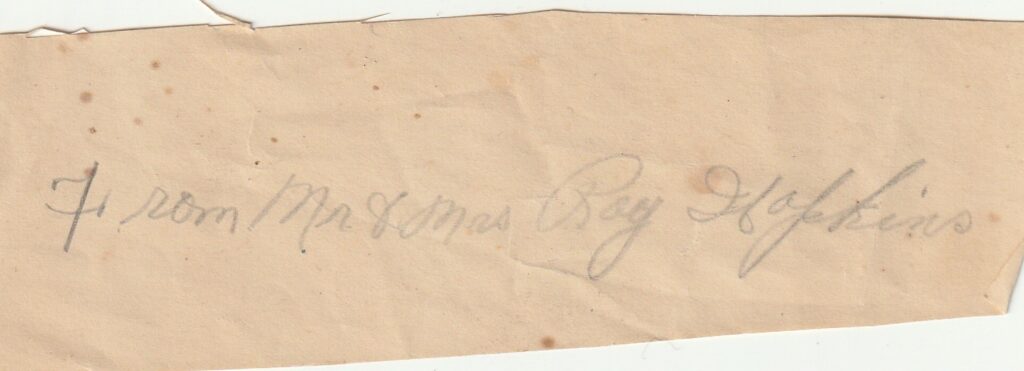 From Mr & Mrs Roy Hopkins